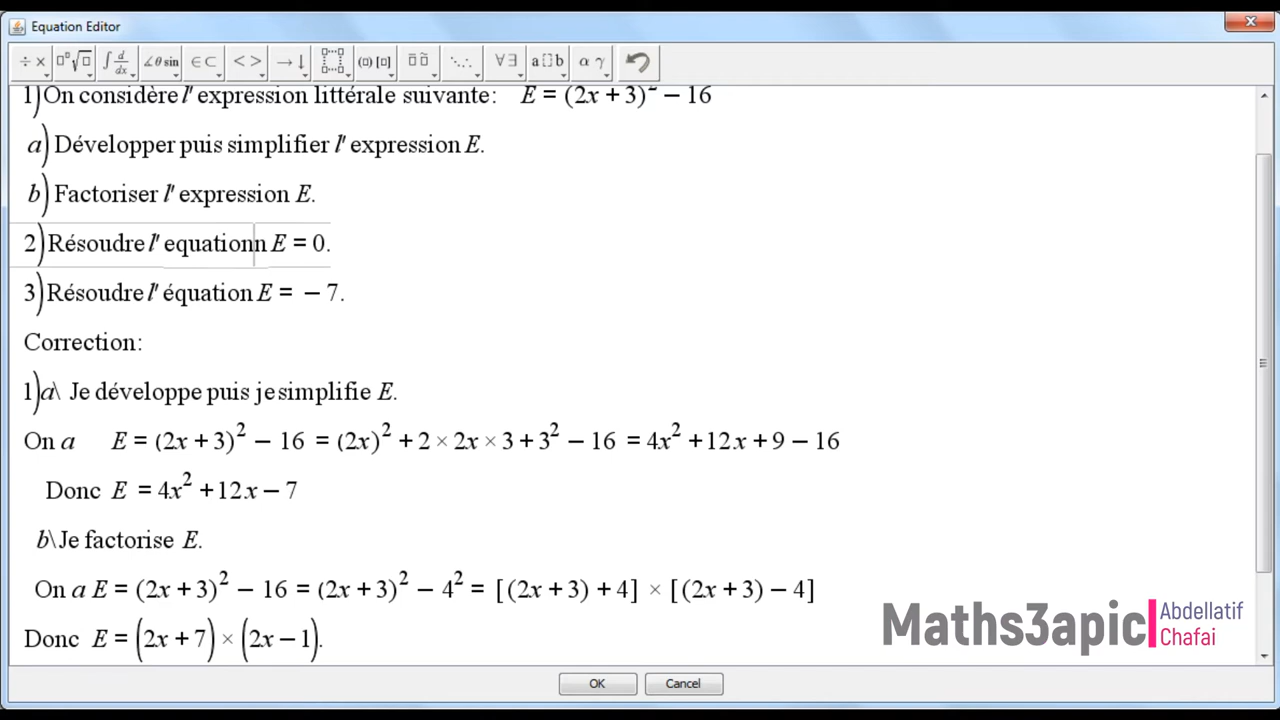 Equation Editor
÷ × √ ∫ d/dx ∠θ sin ∈⊂ < > →↓ (▫) [▫] ∀∃ α γ
1) On considère l' expression littérale suivante: E = (2x + 3)² − 16
a) Développer puis simplifier l' expression E.
b) Factoriser l' expression E.
2) Résoudre l' equationn E = 0.
3) Résoudre l' équation E = − 7.
Correction:
1)a\ Je développe puis je simplifie E.
On a E = (2x + 3)² − 16 = (2x)² + 2 × 2x × 3 + 3² − 16 = 4x² +12x + 9 − 16
Donc E = 4x² +12x − 7
b\Je factorise E.
On a E = (2x + 3)² − 16 = (2x + 3)² − 4² = [(2x + 3) + 4] × [(2x + 3) − 4]
Donc E = (2x + 7) × (2x − 1).
Maths3apic
Abdellatif
Chafai
OK Cancel